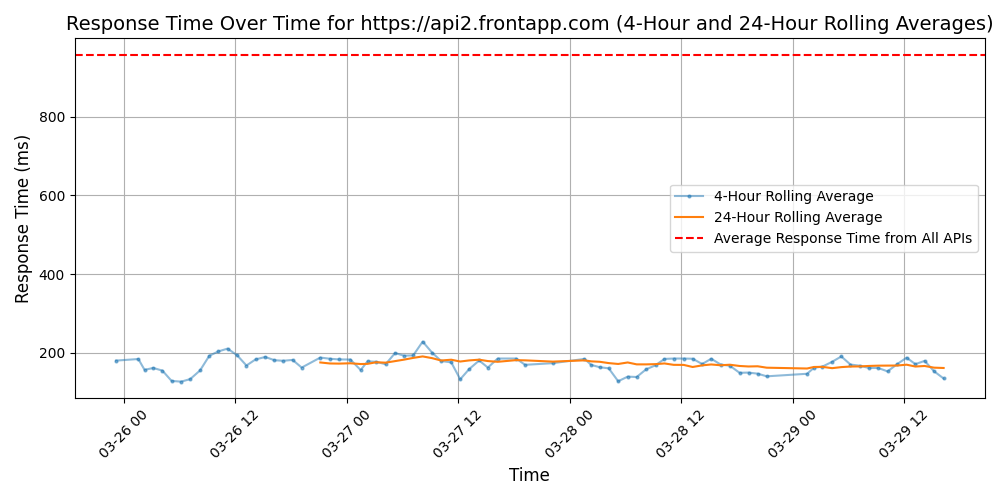 Response Time Over Time for https://api2.frontapp.com (4-Hour and 24-Hour Rolling Averages)
Response Time (ms)
800
600
400
200
4-Hour Rolling Average
24-Hour Rolling Average
Average Response Time from All APIs
03-26 00
03-26 12
03-27 00
03-27 12
03-28 00
03-28 12
03-29 00
03-29 12
Time